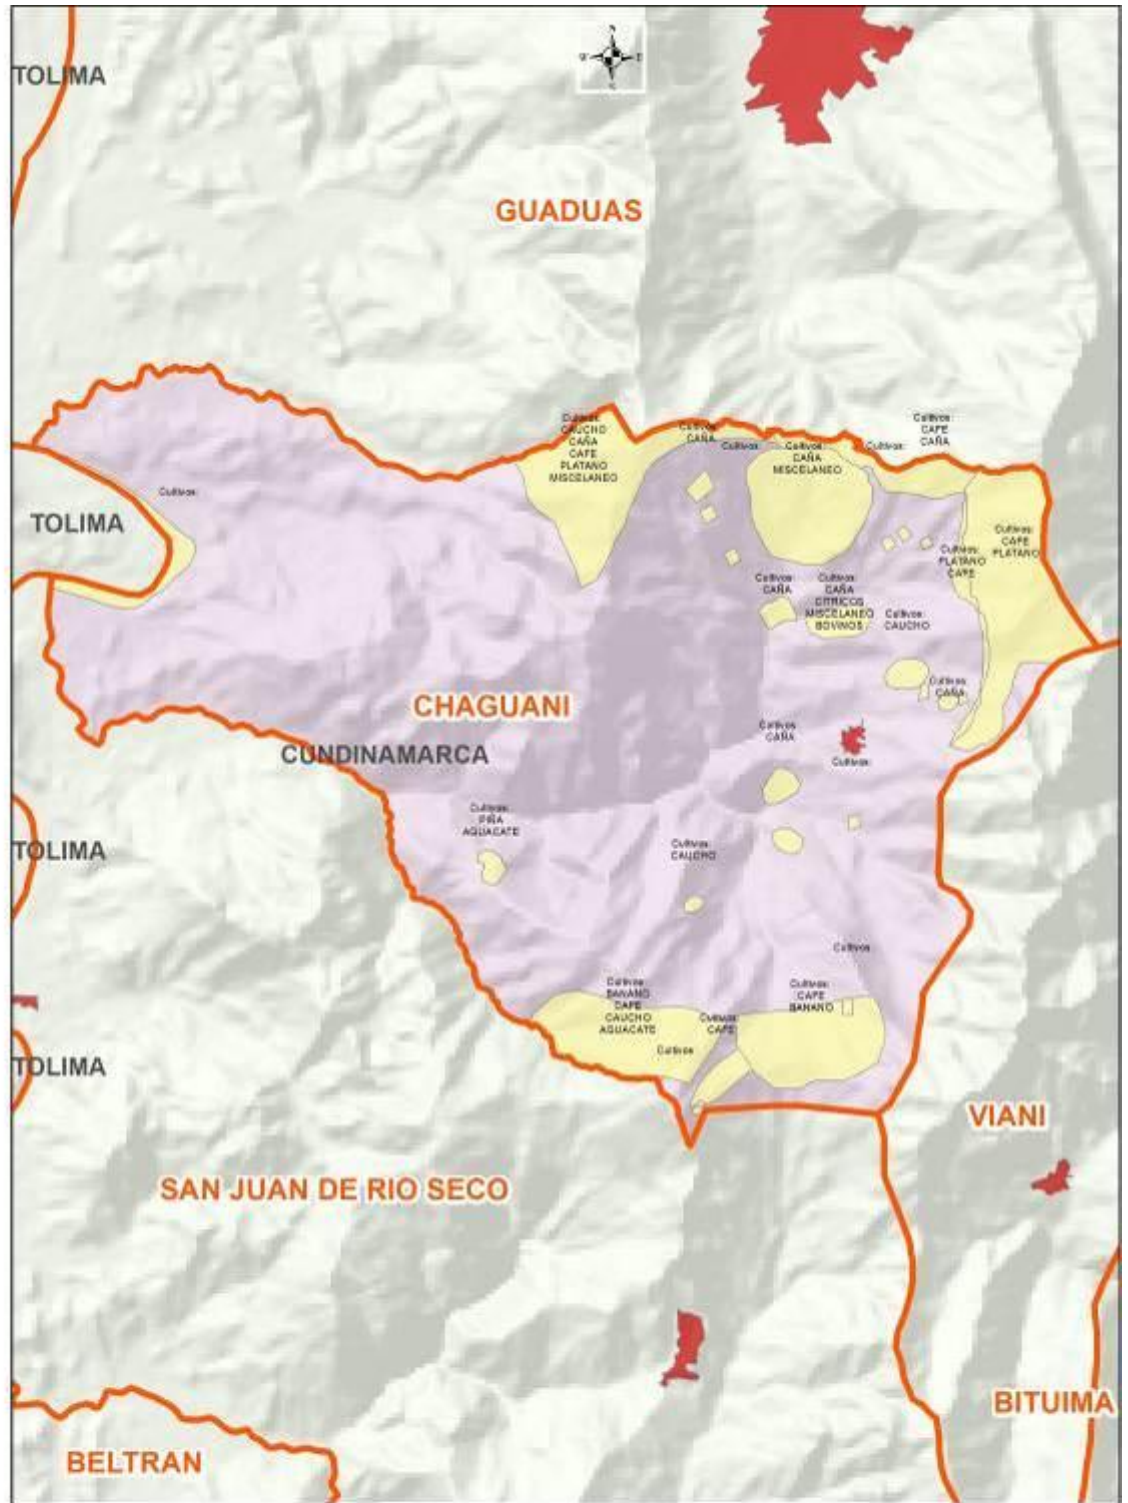 TOLIMA
N
GUADUAS
Cultivos:
CAUCHO
CAÑA
CAFE
PLATANO
MISCELANEO
Cultivos:
CAÑA
Cultivos:
Cultivos:
CAÑA
MISCELANEO
Cultivos:
Cultivos:
CAFE
CAÑA
Cultivos:
TOLIMA
Cultivos:
CAFE
PLATANO
Cultivos:
PLATANO
CAFE
Cultivos:
CAÑA
Cultivos:
CAÑA
CITRICOS
MISCELANEO
BOVINOS
Cultivos:
CAUCHO
Cultivos:
CAÑA
CHAGUANI
CUNDINAMARCA
Cultivos:
CAÑA
Cultivos:
Cultivos:
PIÑA
AGUACATE
TOLIMA
Cultivos:
CAUCHO
Cultivos:
Cultivos:
BANANO
CAFE
CAUCHO
AGUACATE
Cultivos:
CAFE
BANANO
Cultivos:
CAFE
Cultivos:
TOLIMA
VIANI
SAN JUAN DE RIO SECO
BITUIMA
BELTRAN